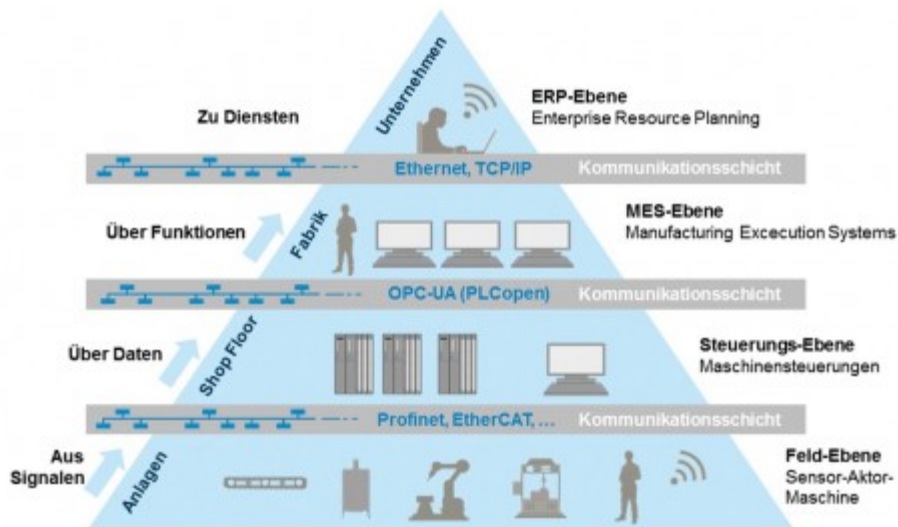 Unternehmen
Zu Diensten
ERP-Ebene
Enterprise Resource Planning
Ethernet, TCP/IP
Kommunikationsschicht
Über Funktionen
Fabrik
MES-Ebene
Manufacturing Excecution Systems
OPC-UA (PLCopen)
Kommunikationsschicht
Über Daten
Shop Floor
Steuerungs-Ebene
Maschinensteuerungen
Profinet, EtherCAT, ...
Kommunikationsschicht
Aus
Signalen
Anlagen
Feld-Ebene
Sensor-Aktor-
Maschine